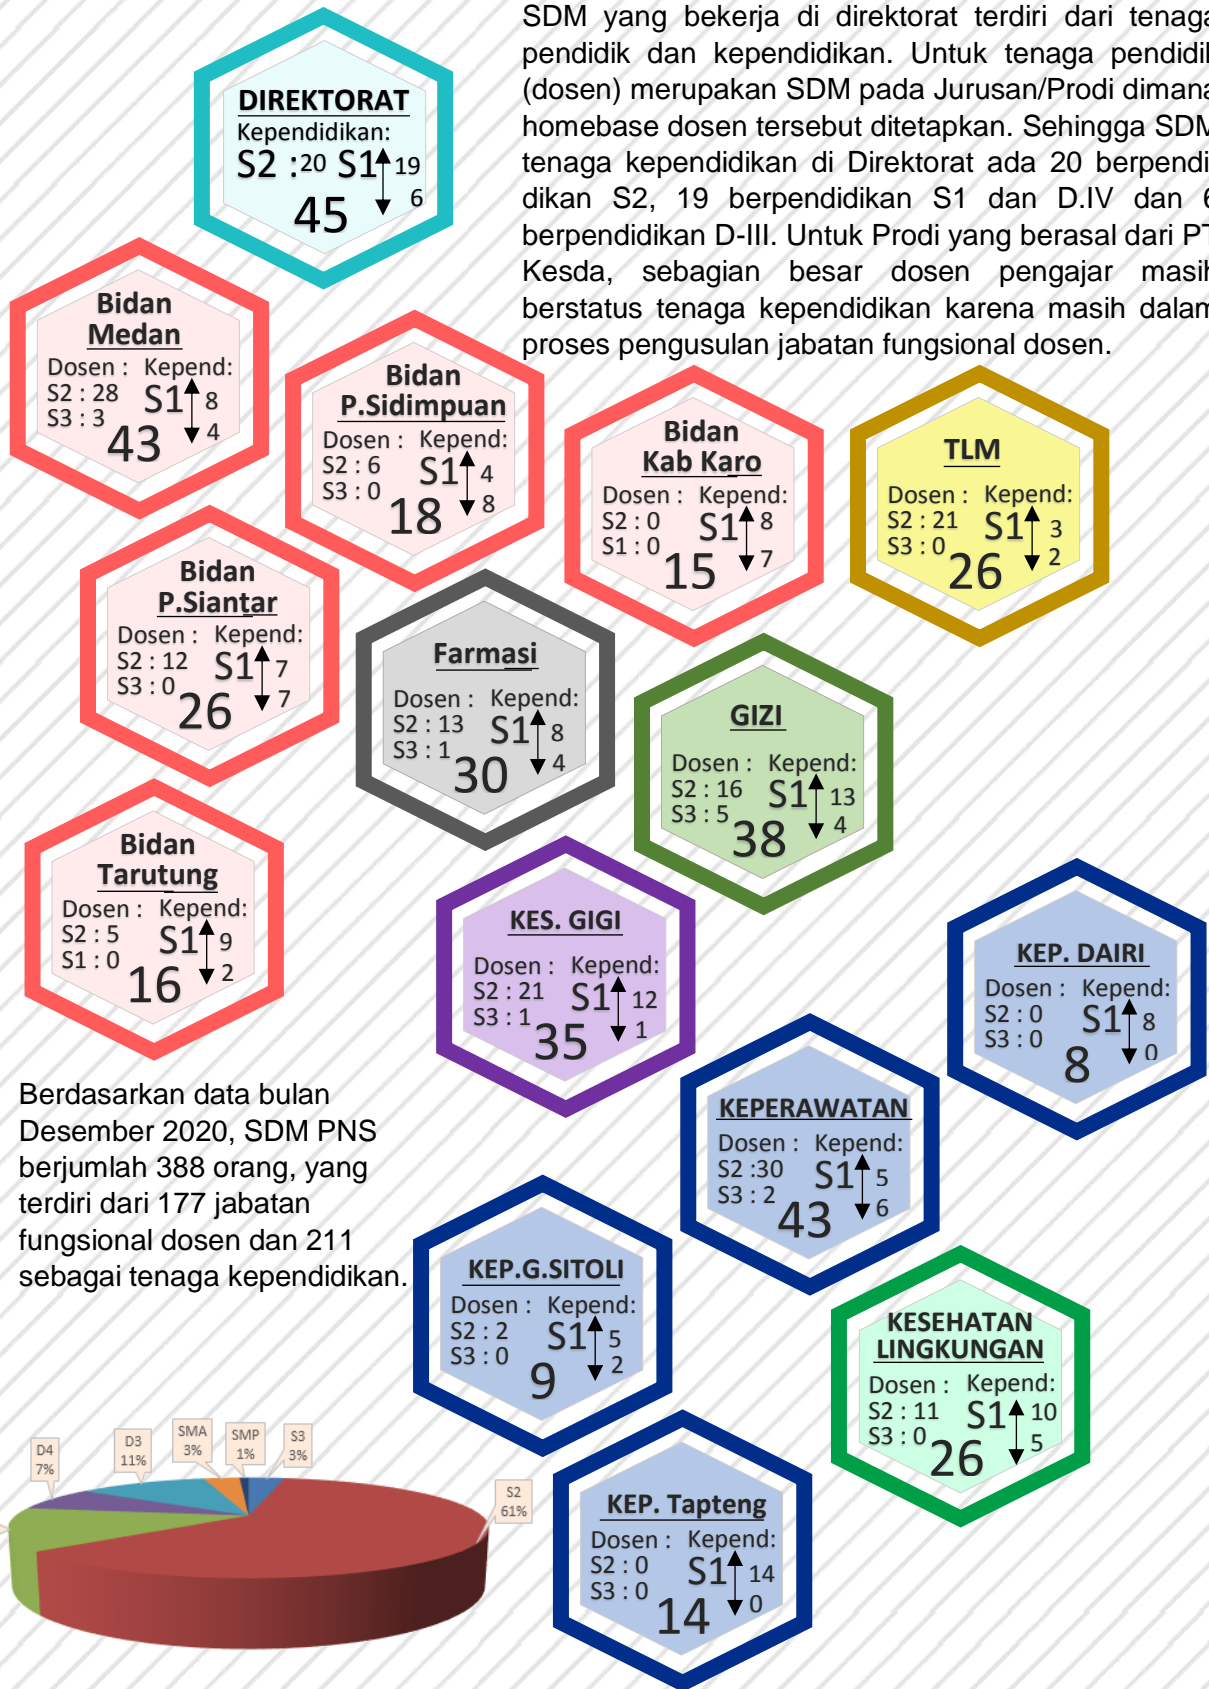 SDM yang bekerja di direktorat terdiri dari tenaga
pendidik dan kependidikan. Untuk tenaga pendidik
(dosen) merupakan SDM pada Jurusan/Prodi dimana
homebase dosen tersebut ditetapkan. Sehingga SDM
tenaga kependidikan di Direktorat ada 20 berpendi-
dikan S2, 19 berpendidikan S1 dan D.IV dan 6
berpendidikan D-III. Untuk Prodi yang berasal dari PT
Kesda, sebagian besar dosen pengajar masih
berstatus tenaga kependidikan karena masih dalam
proses pengusulan jabatan fungsional dosen.
DIREKTORAT
Kependidikan:
S2 :20 S1 19
6
45
Bidan
Medan
Dosen : Kepend:
S2 : 28 S1 8
S3 : 3 4
43
Bidan
P.Sidimpuan
Dosen : Kepend:
S2 : 6 S1 4
S3 : 0 8
18
Bidan
Kab Karo
Dosen : Kepend:
S2 : 0 S1 8
S1 : 0 7
15
TLM
Dosen : Kepend:
S2 : 21 S1 3
S3 : 0 2
26
Bidan
P.Siantar
Dosen : Kepend:
S2 : 12 S1 7
S3 : 0 7
26
Farmasi
Dosen : Kepend:
S2 : 13 S1 8
S3 : 1 4
30
GIZI
Dosen : Kepend:
S2 : 16 S1 13
S3 : 5 4
38
Bidan
Tarutung
Dosen : Kepend:
S2 : 5 S1 9
S1 : 0 2
16
KES. GIGI
Dosen : Kepend:
S2 : 21 S1 12
S3 : 1 1
35
KEP. DAIRI
Dosen : Kepend:
S2 : 0 S1 8
S3 : 0 0
8
KEPERAWATAN
Dosen : Kepend:
S2 :30 S1 5
S3 : 2 6
43
Berdasarkan data bulan
Desember 2020, SDM PNS
berjumlah 388 orang, yang
terdiri dari 177 jabatan
fungsional dosen dan 211
sebagai tenaga kependidikan.
KEP.G.SITOLI
Dosen : Kepend:
S2 : 2 S1 5
S3 : 0 2
9
KESEHATAN
LINGKUNGAN
Dosen : Kepend:
S2 : 11 S1 10
S3 : 0 5
26
KEP. Tapteng
Dosen : Kepend:
S2 : 0 S1 14
S3 : 0 0
14
D4
7%
D3
11%
SMA
3%
SMP
1%
S3
3%
S2
61%